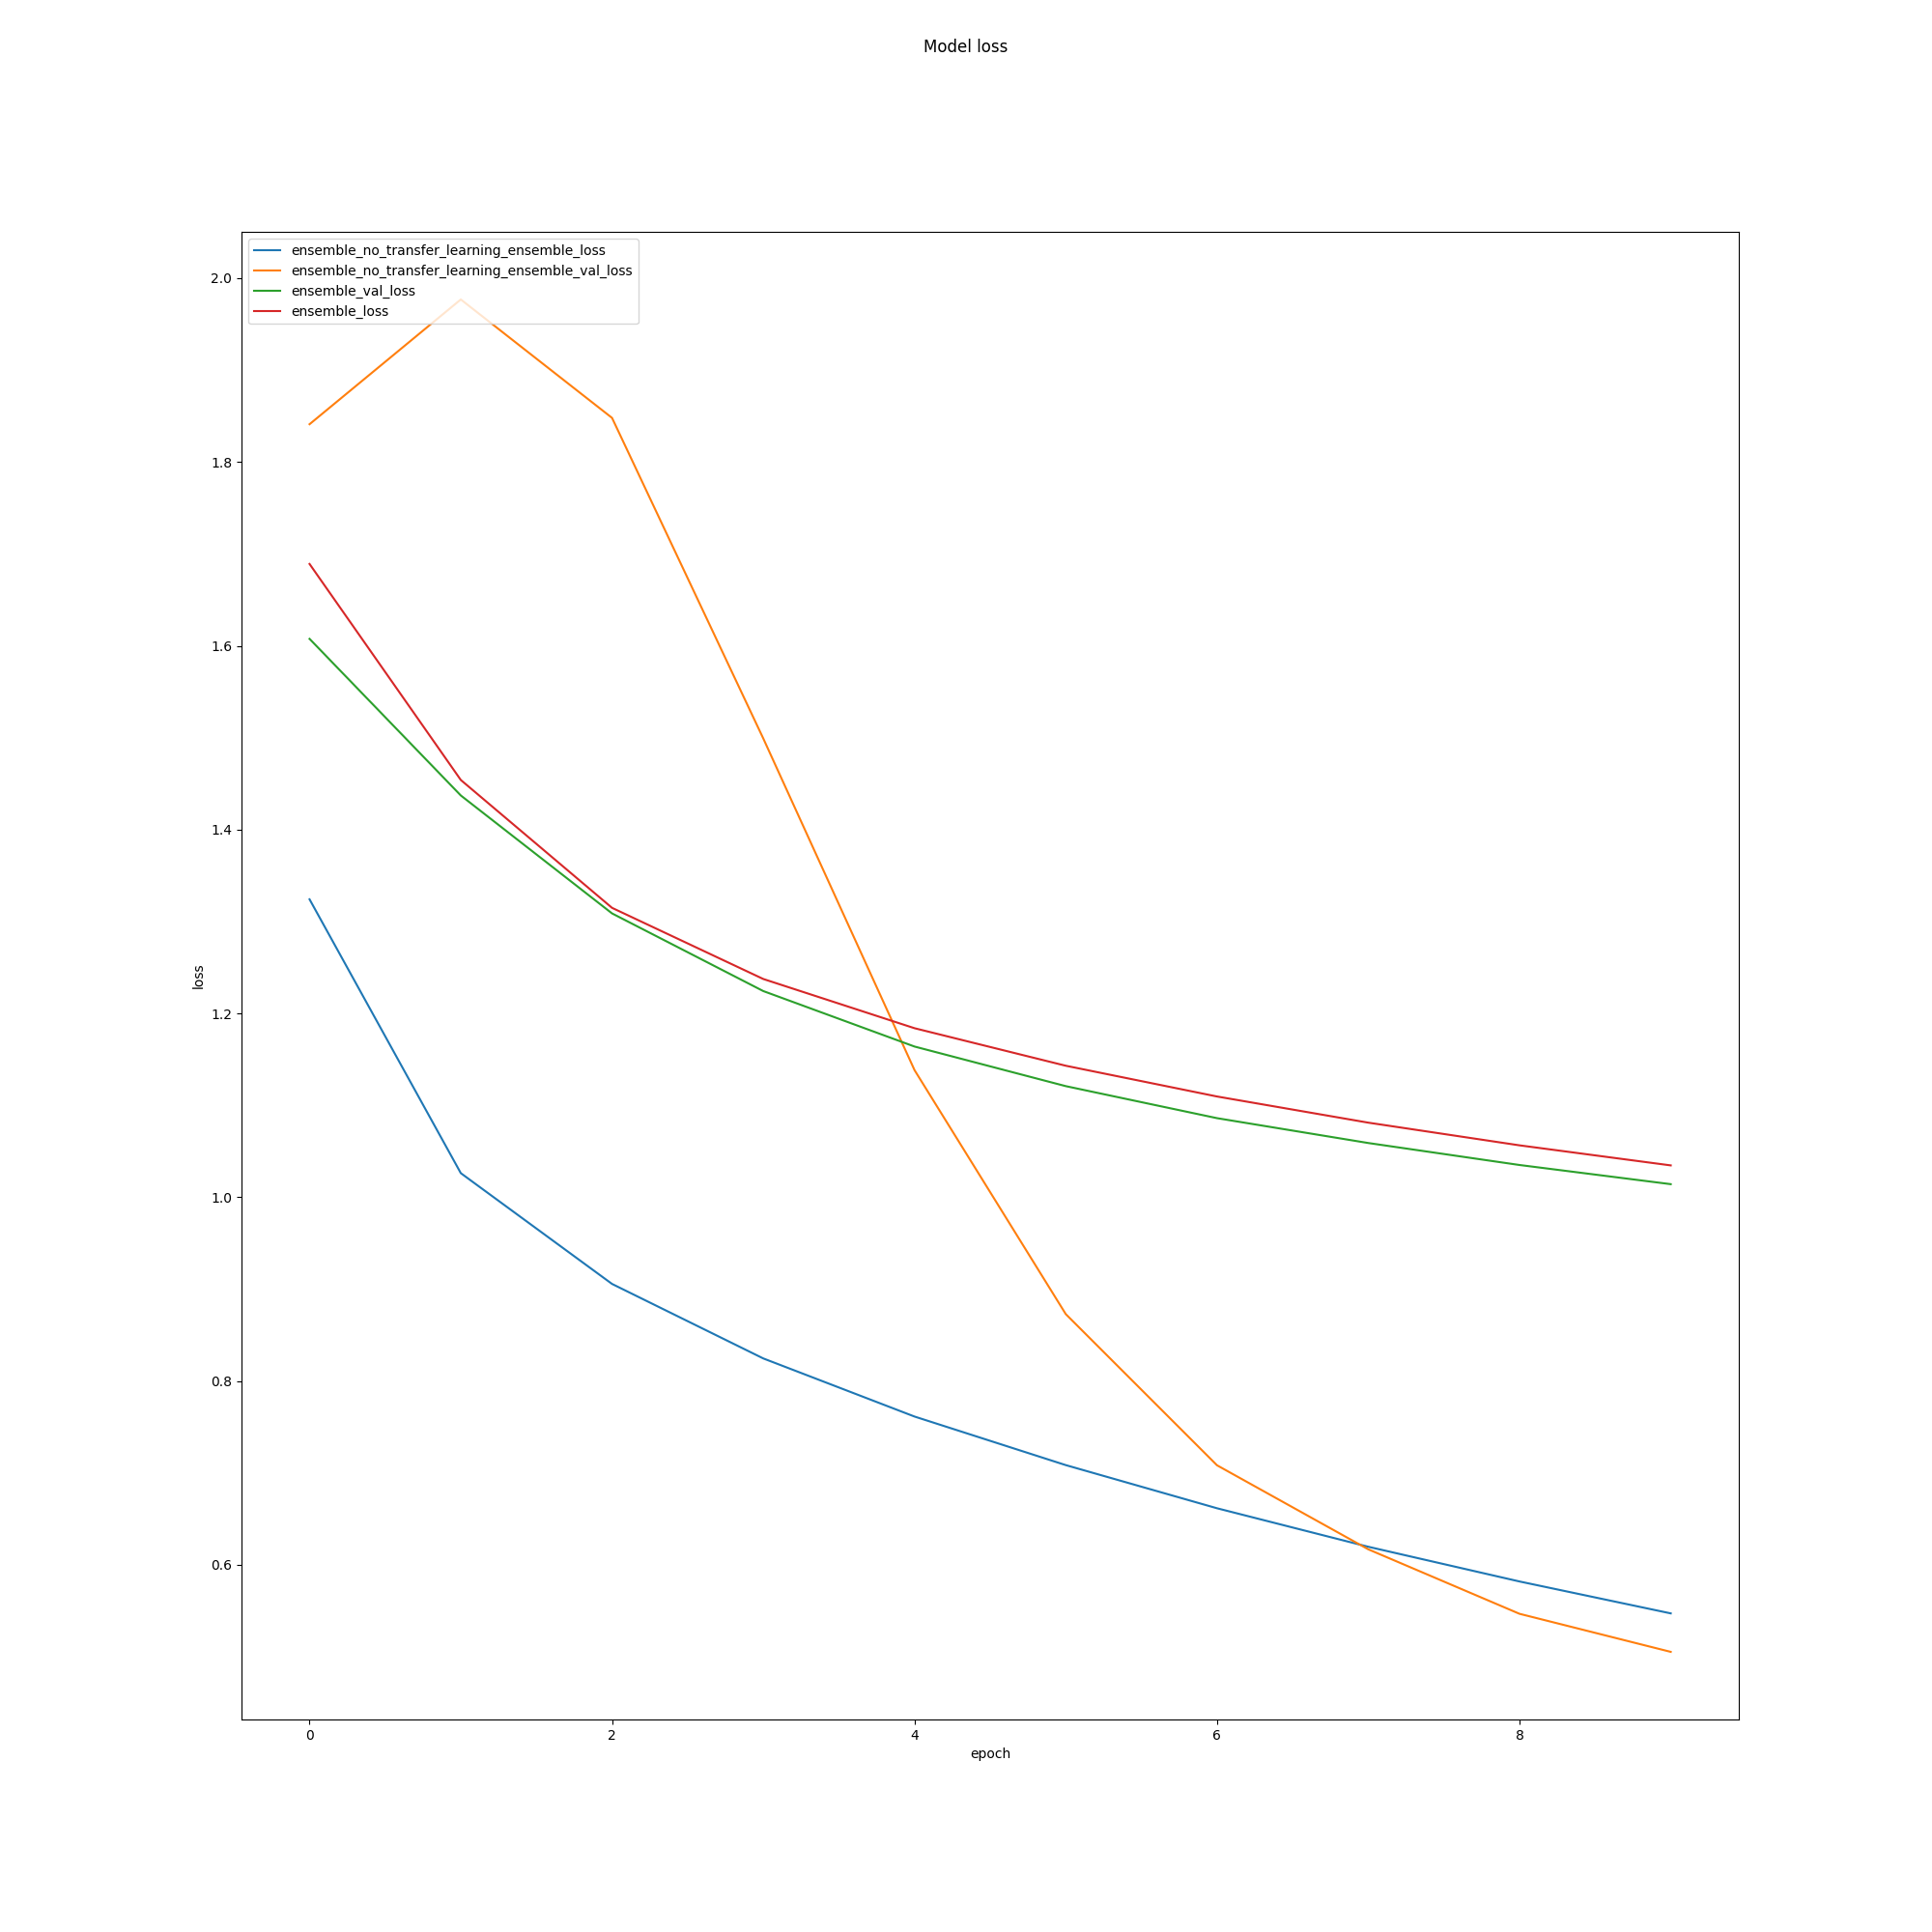 Model loss
ensemble_no_transfer_learning_ensemble_loss
ensemble_no_transfer_learning_ensemble_val_loss
ensemble_val_loss
ensemble_loss
2.0
1.8
1.6
1.4
1.2
1.0
0.8
0.6
loss
0 2 4 6 8
epoch